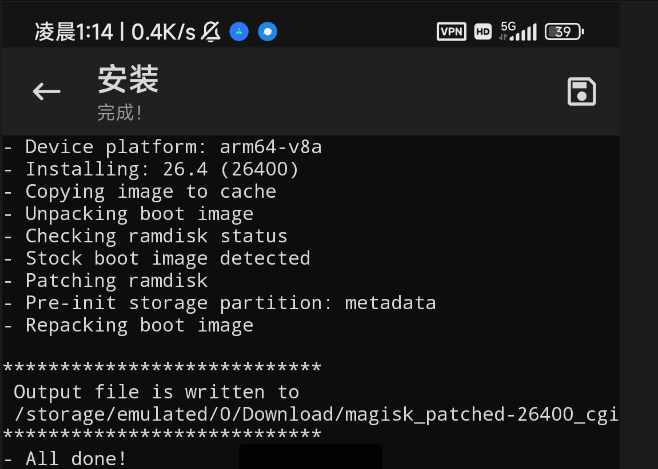 凌晨1:14 | 0.4K/s
VPN HD 5G 39
安装
完成！
- Device platform: arm64-v8a
- Installing: 26.4 (26400)
- Copying image to cache
- Unpacking boot image
- Checking ramdisk status
- Stock boot image detected
- Patching ramdisk
- Pre-init storage partition: metadata
- Repacking boot image
****************************
Output file is written to
/storage/emulated/0/Download/magisk_patched-26400_cgi
****************************
- All done!